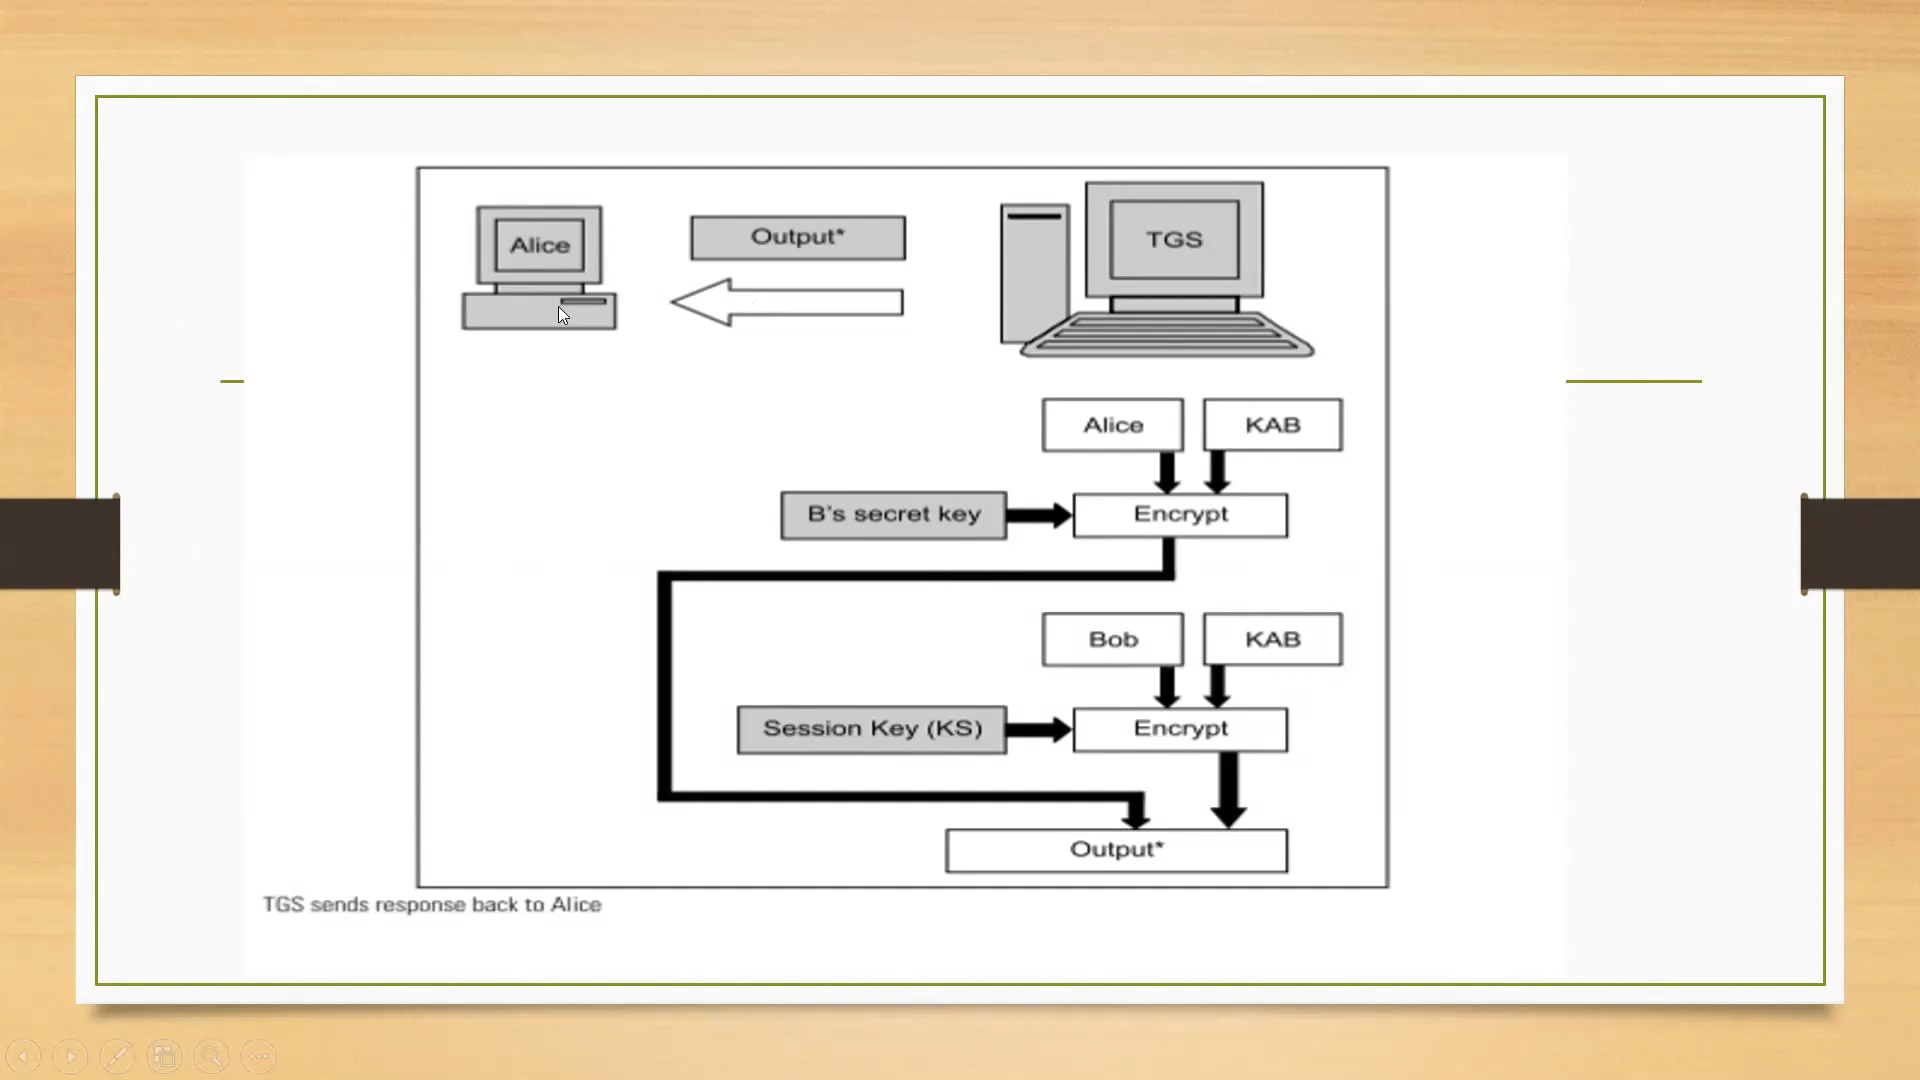 Alice
Output*
TGS
Alice
KAB
B's secret key
Encrypt
Bob
KAB
Session Key (KS)
Encrypt
Output*
TGS sends response back to Alice